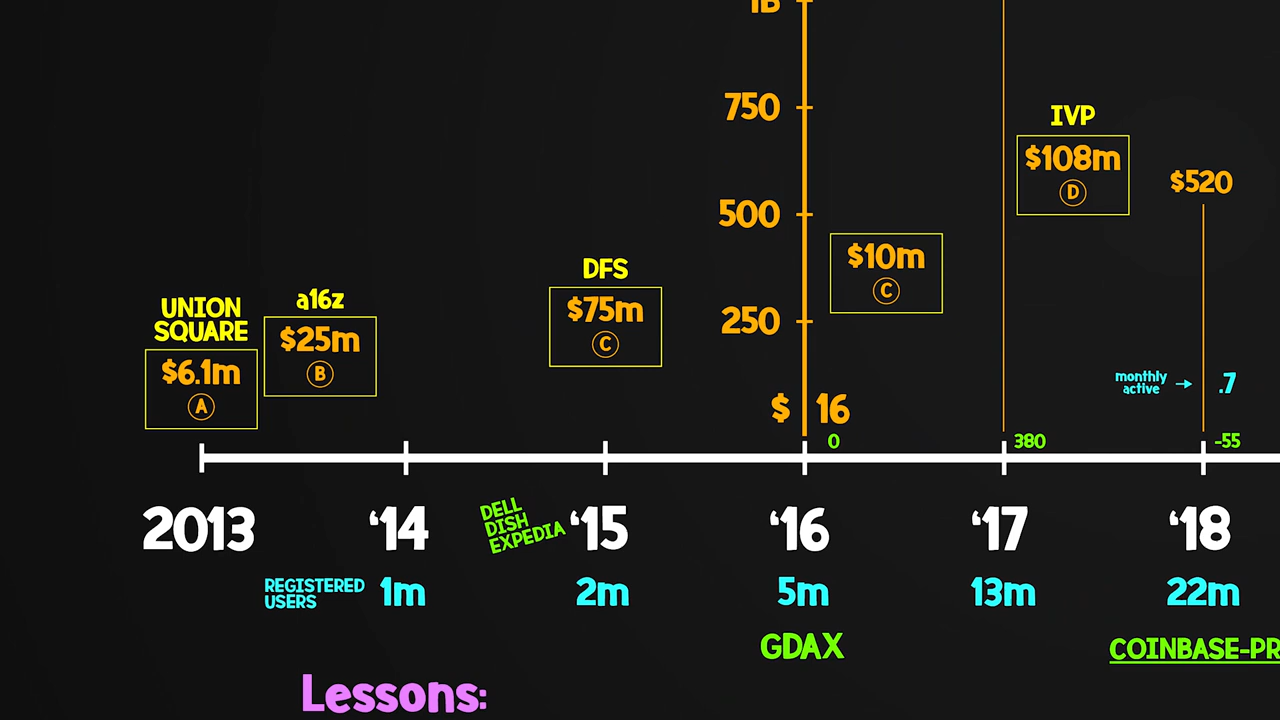 1B
750
500
250
$ 16
IVP
$108m
D
$520
$10m
C
DFS
$75m
C
a16z
$25m
B
UNION
SQUARE
$6.1m
A
monthly
active
→ .7
0
380
-55
2013
‘14
‘15
‘16
‘17
‘18
DELL
DISH
EXPEDIA
REGISTERED
USERS
1m
2m
5m
13m
22m
GDAX
COINBASE-PR
Lessons: